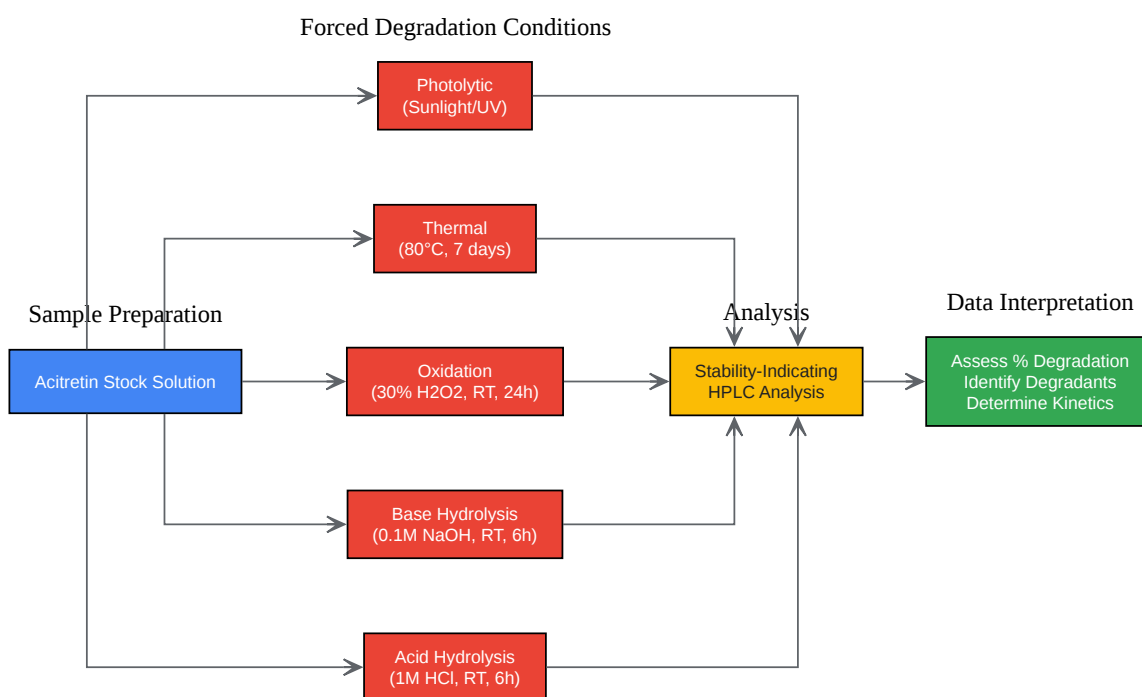 Forced Degradation Conditions
Photolytic
(Sunlight/UV)
Thermal
(80°C, 7 days)
Sample Preparation
Analysis
Data Interpretation
Acitretin Stock Solution
Oxidation
(30% H2O2, RT, 24h)
Stability-Indicating
HPLC Analysis
Assess % Degradation
Identify Degradants
Determine Kinetics
Base Hydrolysis
(0.1M NaOH, RT, 6h)
Acid Hydrolysis
(1M HCl, RT, 6h)